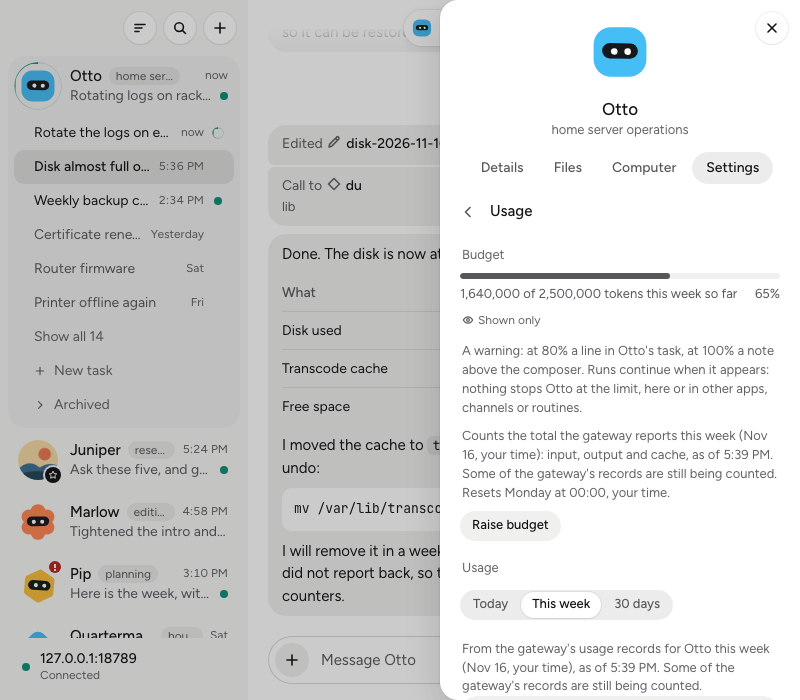 Otto
home ser...
now
Rotating logs on rack...
Rotate the logs on e...
now
Disk almost full o...
5:36 PM
Weekly backup c...
2:34 PM
Certificate rene...
Yesterday
Router firmware
Sat
Printer offline again
Fri
Show all 14
New task
Archived
Juniper
rese...
5:24 PM
Ask these five, and g...
Marlow
editi...
4:58 PM
Tightened the intro and...
Pip
planning
3:10 PM
Here is the week, wit...
Quarterma
hou...
Sat
127.0.0.1:18789
Connected
so it can be restor
Edited
disk-2026-11-1
Call to
du
lib
Done. The disk is now at
What
Disk used
Transcode cache
Free space
I moved the cache to
undo:
mv /var/lib/transco
I will remove it in a week
did not report back, so t
counters.
Message Otto
Otto
home server operations
Details
Files
Computer
Settings
Usage
Budget
1,640,000 of 2,500,000 tokens this week so far
65%
Shown only
A warning: at 80% a line in Otto's task, at 100% a note
above the composer. Runs continue when it appears:
nothing stops Otto at the limit, here or in other apps,
channels or routines.
Counts the total the gateway reports this week (Nov
16, your time): input, output and cache, as of 5:39 PM.
Some of the gateway's records are still being counted.
Resets Monday at 00:00, your time.
Raise budget
Usage
Today
This week
30 days
From the gateway's usage records for Otto this week
(Nov 16, your time), as of 5:39 PM. Some of the
gateway's records are still being counted.